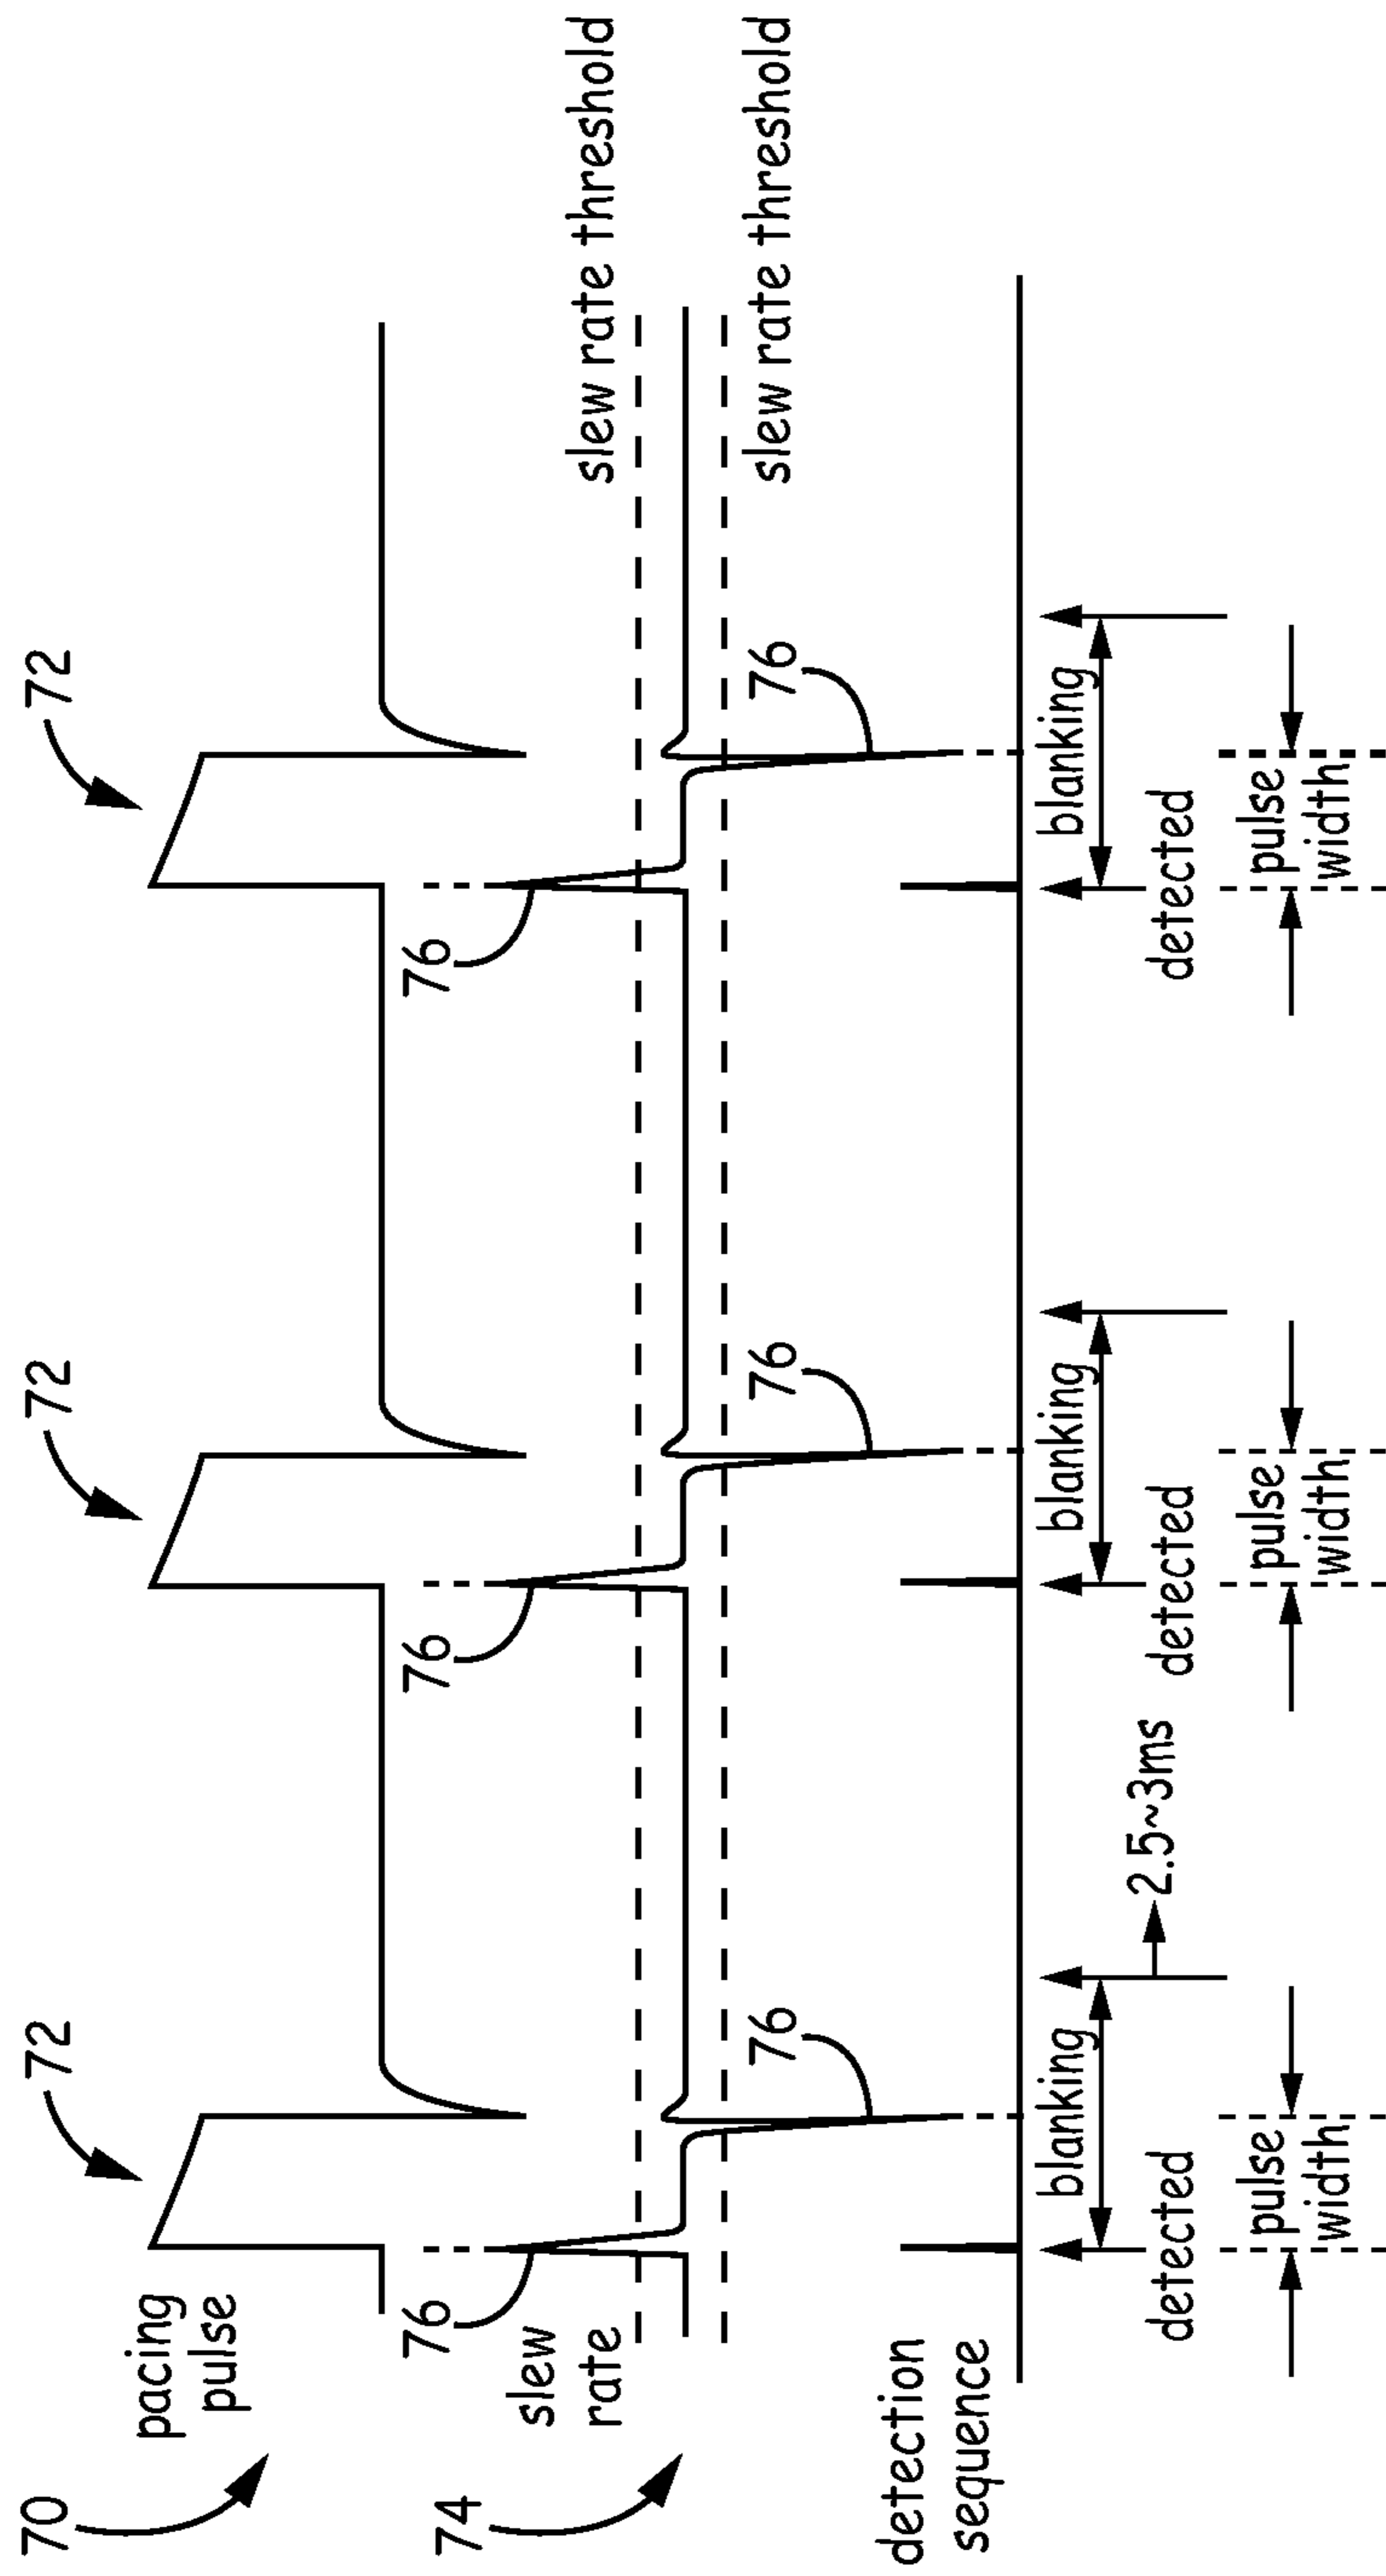 70
pacing
pulse
72
72
72
74
slew
rate
76
76
76
slew rate threshold
slew rate threshold
76
76
76
detection
sequence
blanking
blanking
blanking
detected
2.5~3ms
detected
detected
pulse
width
pulse
width
pulse
width